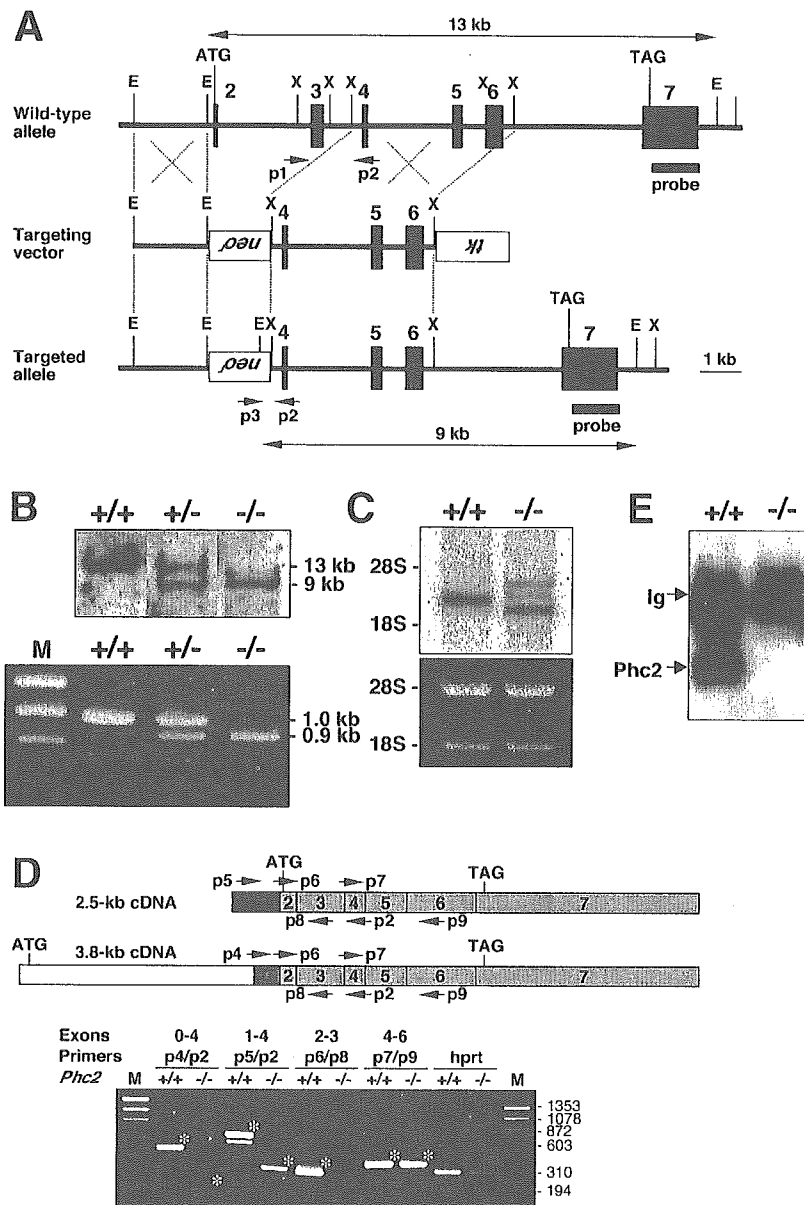 A
13 kb
ATG
E E 2 X 3 X X 4 5 X 6 X TAG 7 E
Wild-type
allele
p1 p2
probe
E E X 4 5 6 X
Targeting
vector
neo
tk
TAG
E E E X 4 5 6 X 7 E X
Targeted
allele
neo
1 kb
p3 p2
probe
9 kb
B
+/+ +/- -/-
13 kb
9 kb
M +/+ +/- -/-
1.0 kb
0.9 kb
C
+/+ -/-
28S
18S
28S
18S
E
+/+ -/-
Ig
Phc2
D
ATG
p5 p6 p7 TAG
2.5-kb cDNA 2 3 4 5 6 7
p8 p2 p9
ATG 3.8-kb cDNA p4 p6 p7 TAG
2 3 4 5 6 7
p8 p2 p9
Exons 0-4 1-4 2-3 4-6
Primers p4/p2 p5/p2 p6/p8 p7/p9 hprt
Phc2 M +/+ -/- +/+ -/- +/+ -/- +/+ -/- +/+ -/- M
* * * * * *
1353
1078
872
603
310
194